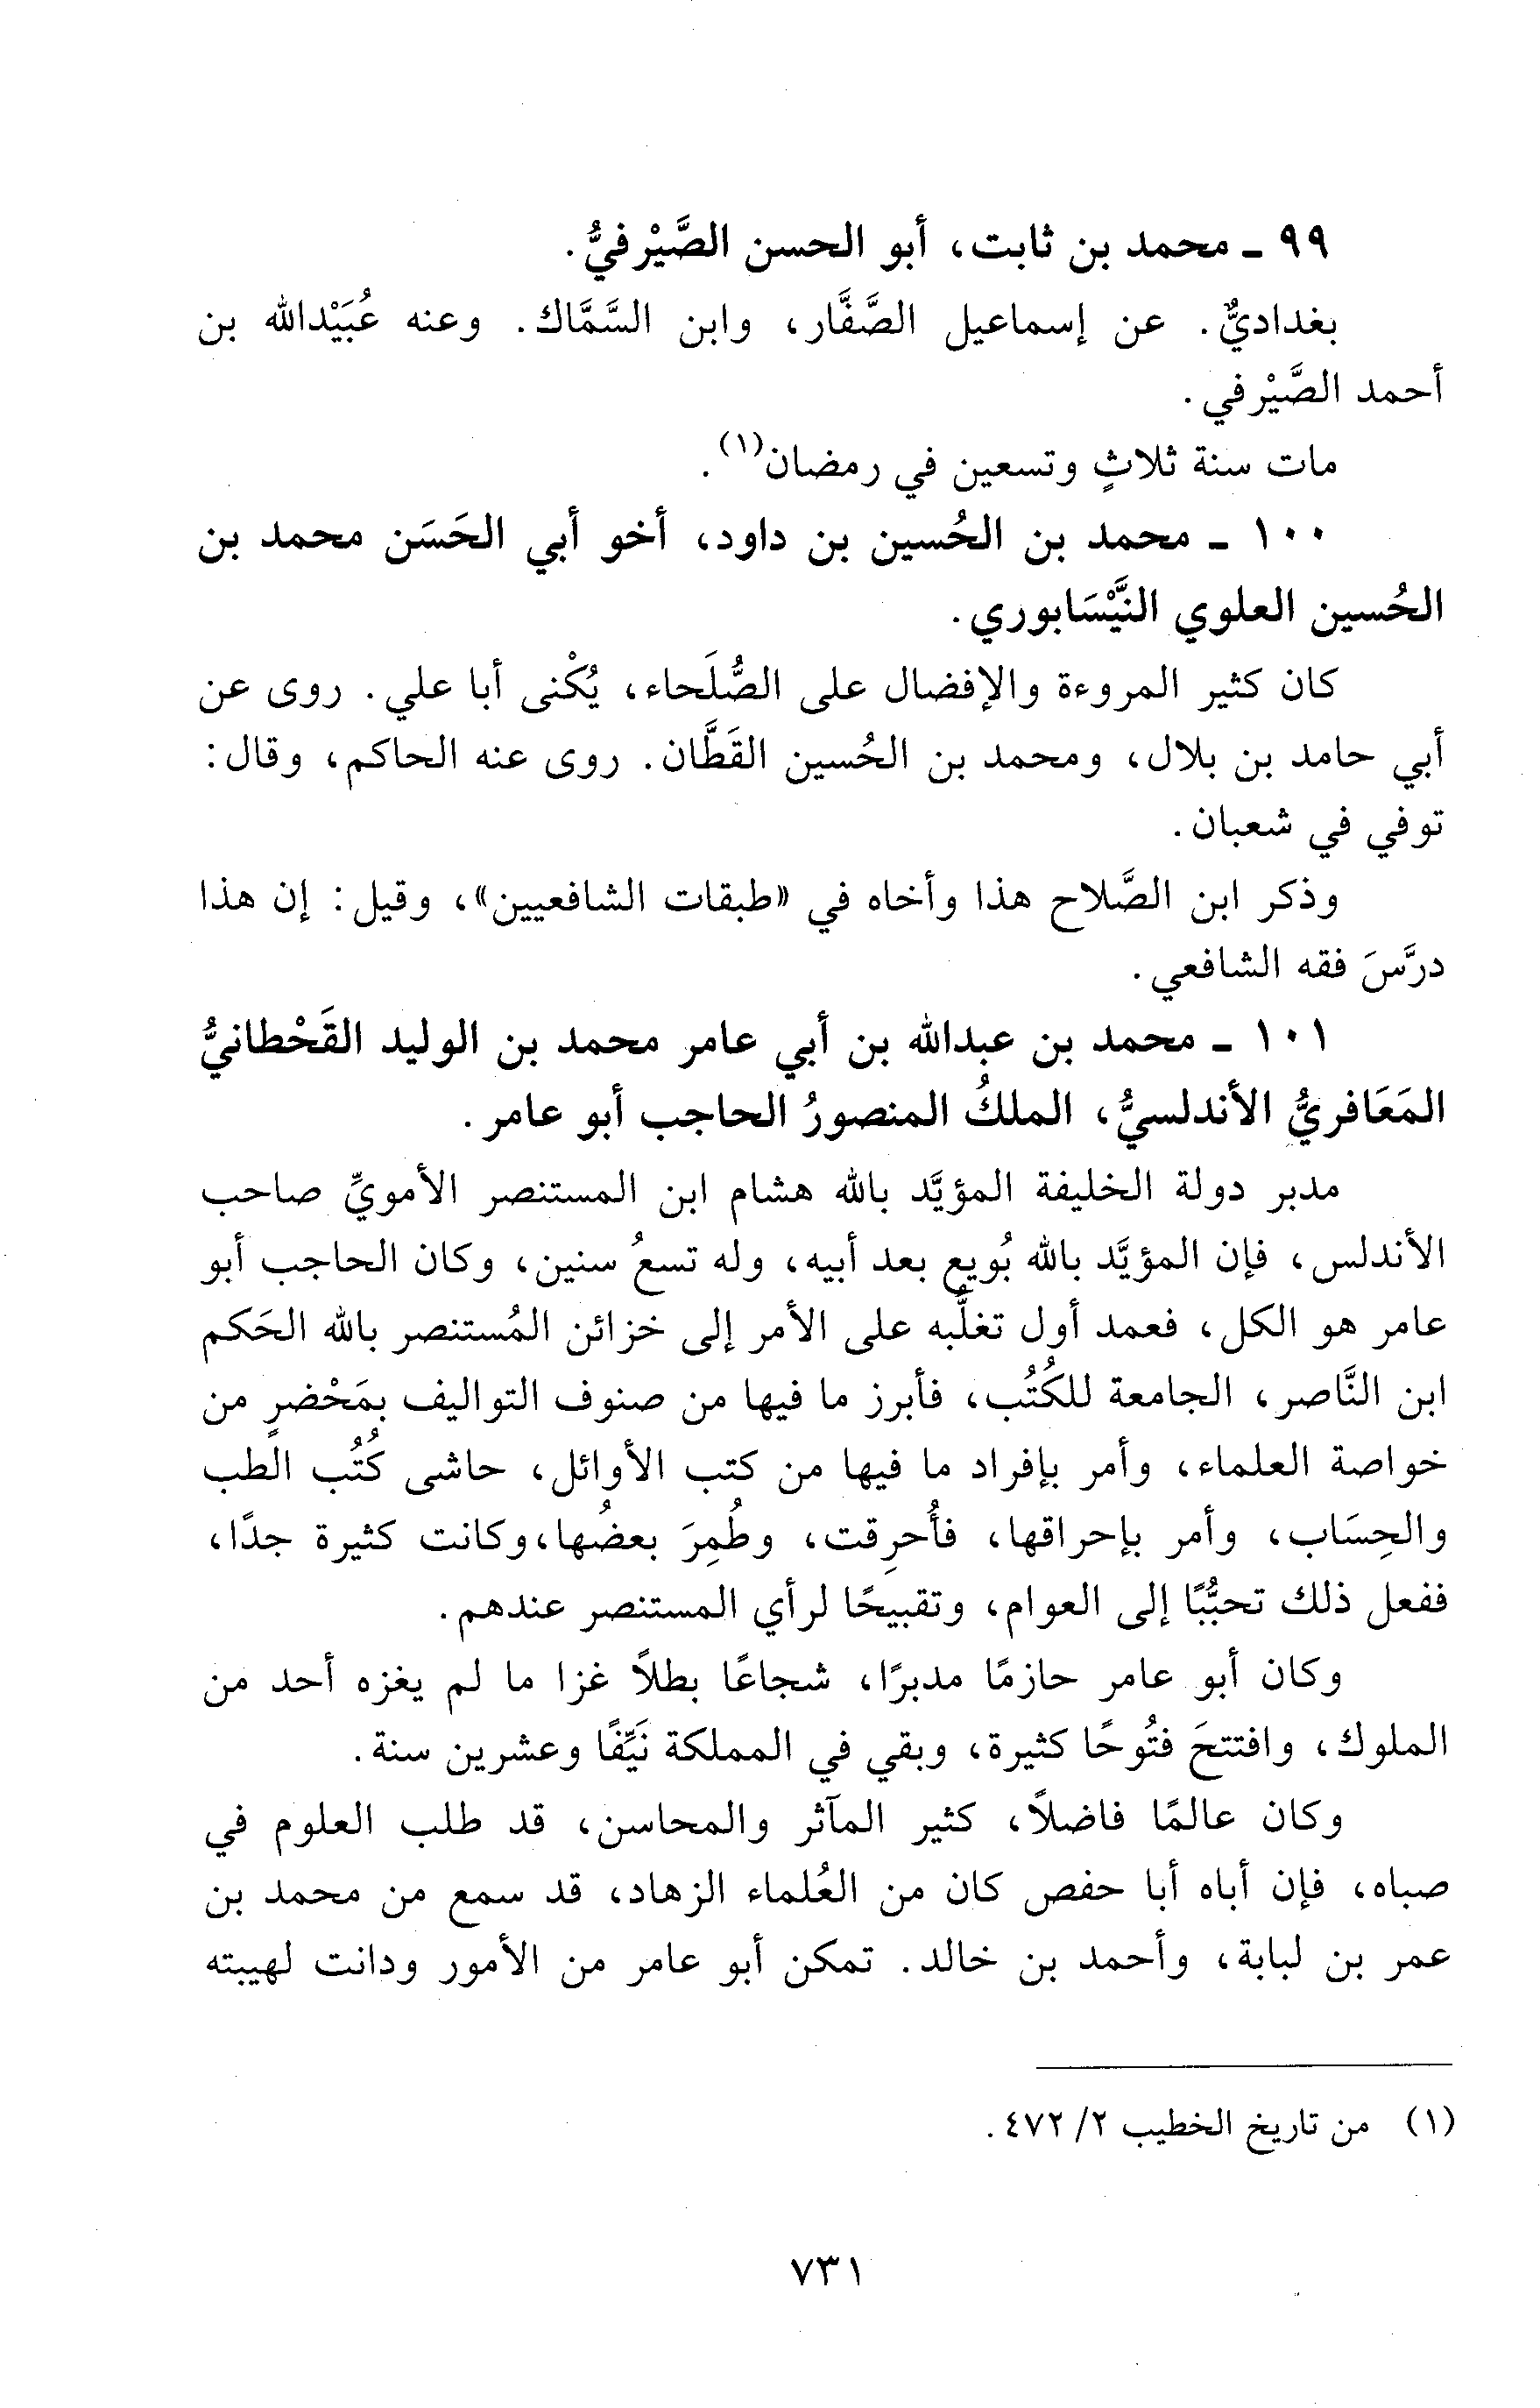 ٩٩ ـ محمد بن ثابت، أبو الحسن الصَّيْرفيُّ.
بغداديٌّ. عن إسماعيل الصَّفَّار، وابن السَّمَّاك. وعنه عُبَيْدالله بن
أحمد الصَّيْرفي.
مات سنة ثلاثٍ وتسعين في رمضان(١).
١٠٠ ـ محمد بن الحُسين بن داود، أخو أبي الحَسَن محمد بن
الحُسين العلوي النَّيْسَابوري.
كان كثير المروءة والإفضال على الصُّلَحاء، يُكْنى أبا علي. روى عن
أبي حامد بن بلال، ومحمد بن الحُسين القَطَّان. روى عنه الحاكم، وقال:
توفي في شعبان.
وذكر ابن الصَّلاح هذا وأخاه في «طبقات الشافعيين»، وقيل: إن هذا
درَّسَ فقه الشافعي.
١٠١ ـ محمد بن عبدالله بن أبي عامر محمد بن الوليد القَحْطانيُّ
المَعَافريُّ الأندلسيُّ، الملكُ المنصورُ الحاجب أبو عامر.
مدبر دولة الخليفة المؤيَّد بالله هشام ابن المستنصر الأمويِّ صاحب
الأندلس، فإن المؤيَّد بالله بُويع بعد أبيه، وله تسعُ سنين، وكان الحاجب أبو
عامر هو الكل، فعمد أول تغلُّبه على الأمر إلى خزائن المُستنصر بالله الحَكم
ابن النَّاصر، الجامعة للكُتُب، فأبرز ما فيها من صنوف التواليف بمَحْضرٍ من
خواصة العلماء، وأمر بإفراد ما فيها من كتب الأوائل، حاشى كُتُب الطب
والحِسَاب، وأمر بإحراقها، فأُحرِقت، وطُمِرَ بعضُها،وكانت كثيرة جدًا،
ففعل ذلك تحبُّبًا إلى العوام، وتقبيحًا لرأي المستنصر عندهم.
وكان أبو عامر حازمًا مدبرًا، شجاعًا بطلاً غزا ما لم يغزه أحد من
الملوك، وافتتحَ فتُوحًا كثيرة، وبقي في المملكة نَيِّفًا وعشرين سنة.
وكان عالمًا فاضلاً، كثير المآثر والمحاسن، قد طلب العلوم في
صباه، فإن أباه أبا حفص كان من العُلماء الزهاد، قد سمع من محمد بن
عمر بن لبابة، وأحمد بن خالد. تمكن أبو عامر من الأمور ودانت لهيبته
(١) من تاريخ الخطيب ٢/ ٤٧٢.
٧٣١